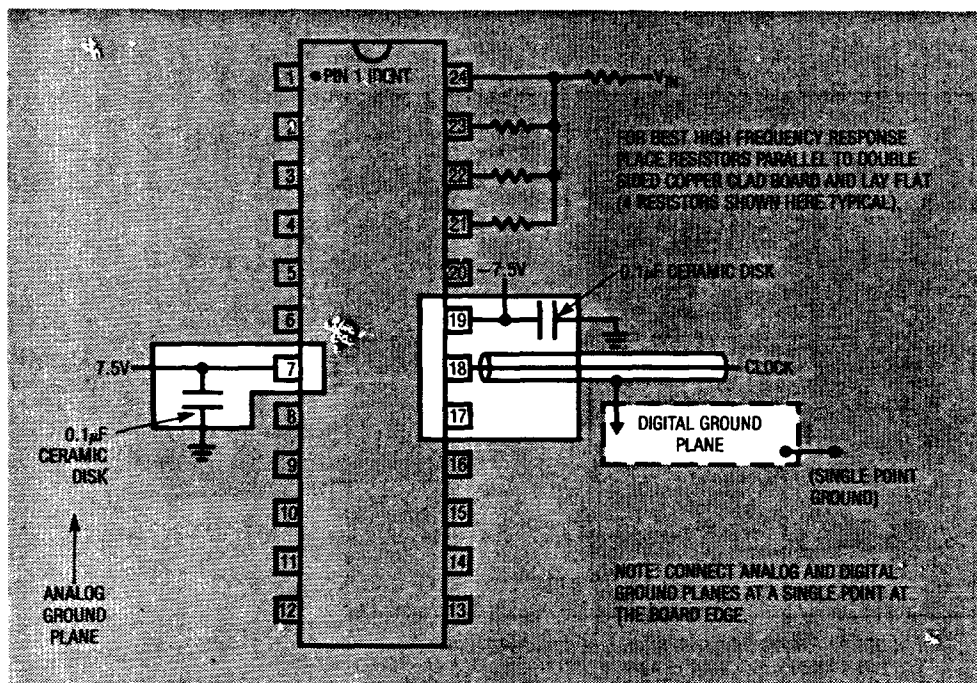 1
● PIN 1 IDENT
24
VIN
23
3
22
4
21
5
20
6
19
7
18
8
17
9
16
10
15
11
14
12
13
FOR BEST HIGH FREQUENCY RESPONSE
PLACE RESISTORS PARALLEL TO DOUBLE
SIDED COPPER CLAD BOARD AND LAY FLAT
(4 RESISTORS SHOWN HERE TYPICAL).
–7.5V
0.1µF CERAMIC DISK
7.5V
CLOCK
0.1µF
CERAMIC
DISK
DIGITAL GROUND
PLANE
(SINGLE POINT
GROUND)
ANALOG
GROUND
PLANE
NOTE: CONNECT ANALOG AND DIGITAL
GROUND PLANES AT A SINGLE POINT AT
THE BOARD EDGE